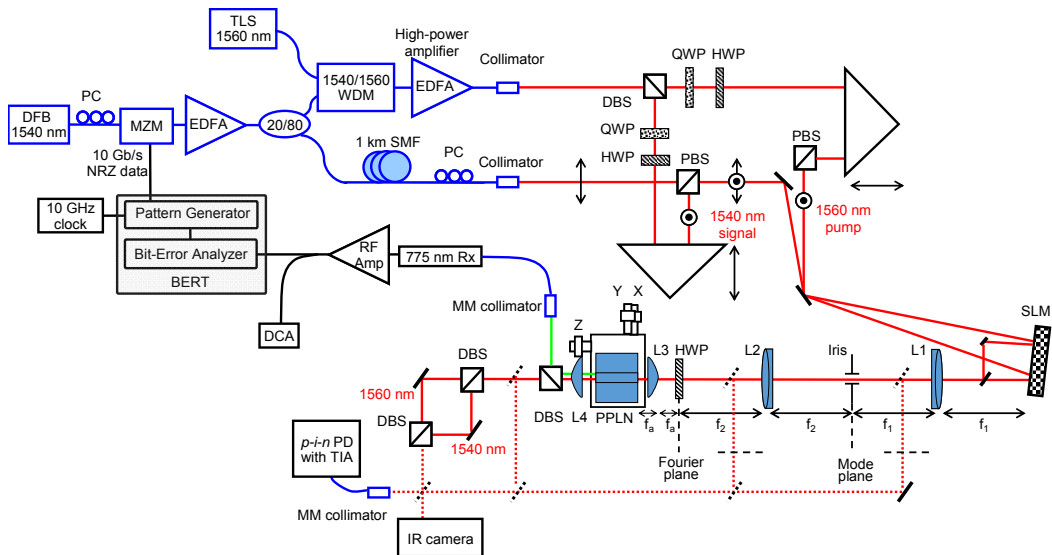 TLS
1560 nm
High-power
amplifier
1540/1560
WDM
EDFA
Collimator
QWP
HWP
DBS
DFB
1540 nm
PC
MZM
EDFA
20/80
QWP
HWP
PBS
PBS
1 km SMF
PC
Collimator
10 Gb/s
NRZ data
1540 nm
signal
1560 nm
pump
10 GHz
clock
Pattern Generator
Bit-Error Analyzer
BERT
RF
Amp
775 nm Rx
MM collimator
DCA
Y
X
Z
SLM
DBS
1560 nm
DBS
1540 nm
DBS
L4
PPLN
L3
HWP
L2
Iris
L1
fa
fa
f2
f2
f1
f1
Fourier
plane
Mode
plane
p-i-n PD
with TIA
MM collimator
IR camera